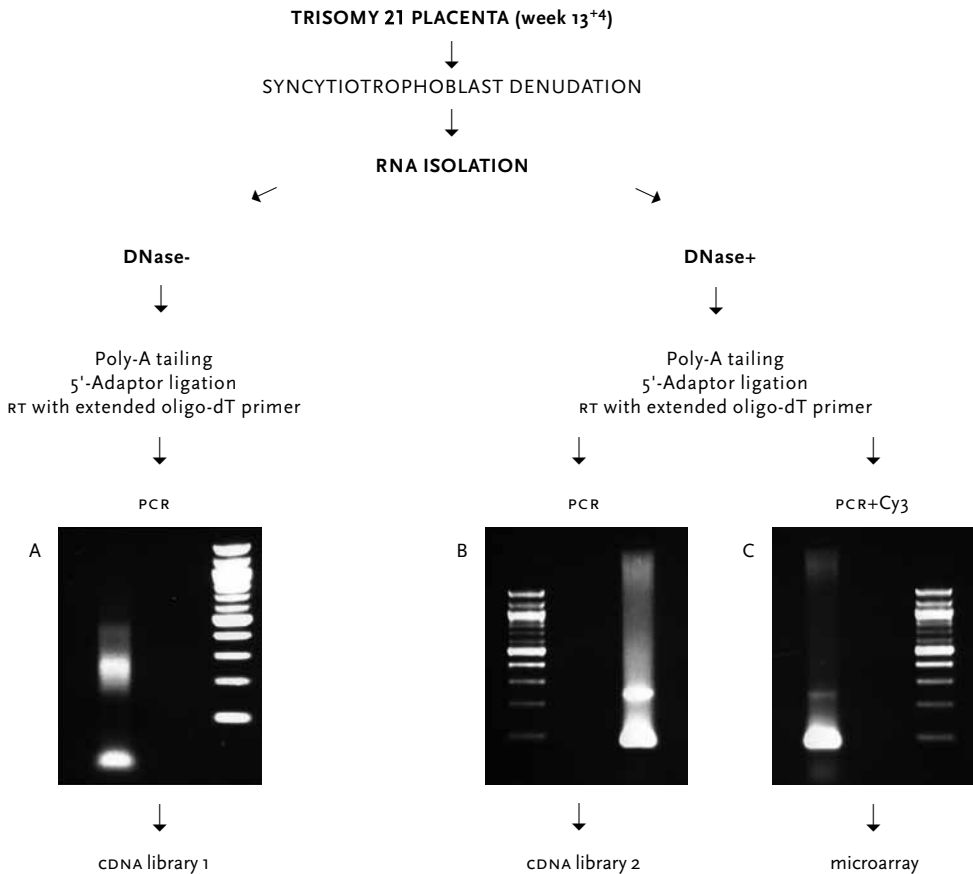 TRISOMY 21 PLACENTA (week 13+4)
SYNCYTIOTROPHOBLAST DENUDATION
RNA ISOLATION
DNase-
DNase+
Poly-A tailing
5'-Adaptor ligation
RT with extended oligo-dT primer
Poly-A tailing
5'-Adaptor ligation
RT with extended oligo-dT primer
PCR
PCR
PCR+Cy3
A
B
C
cDNA library 1
cDNA library 2
microarray